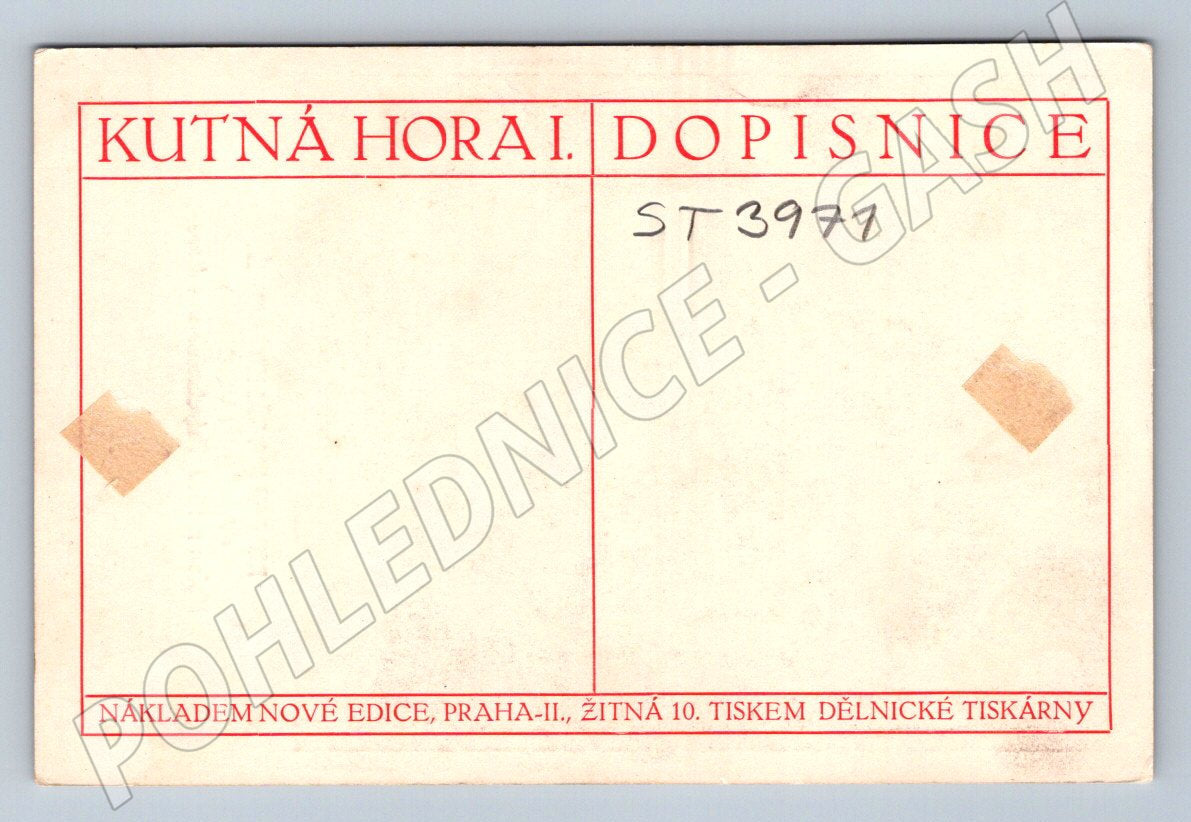 KUTNÁ HORA I.
DOPISNICE
ST 3971
POHLEDNICE - GASH
NÁKLADEM NOVÉ EDICE, PRAHA-II., ŽITNÁ 10. TISKEM DĚLNICKÉ TISKÁRNY